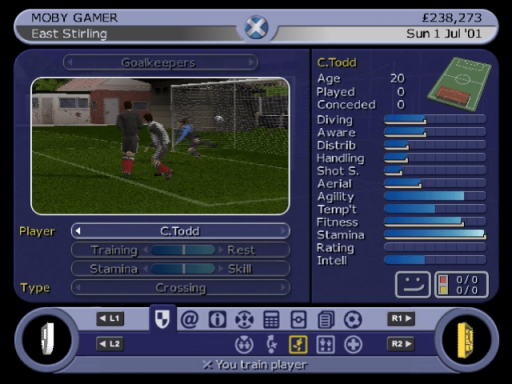 MOBY GAMER
£238,273
East Stirling
Sun 1 Jul '01
Goalkeepers
C.Todd
Age 20
Played 0
Conceded 0
Diving
Aware
Distrib
Handling
Shot S.
Aerial
Agility
Temp't
Fitness
Stamina
Rating
Intell
Player C.Todd
Training Rest
Stamina Skill
Type Crossing
0/0
0/0
L1
R1
L2
R2
You train player